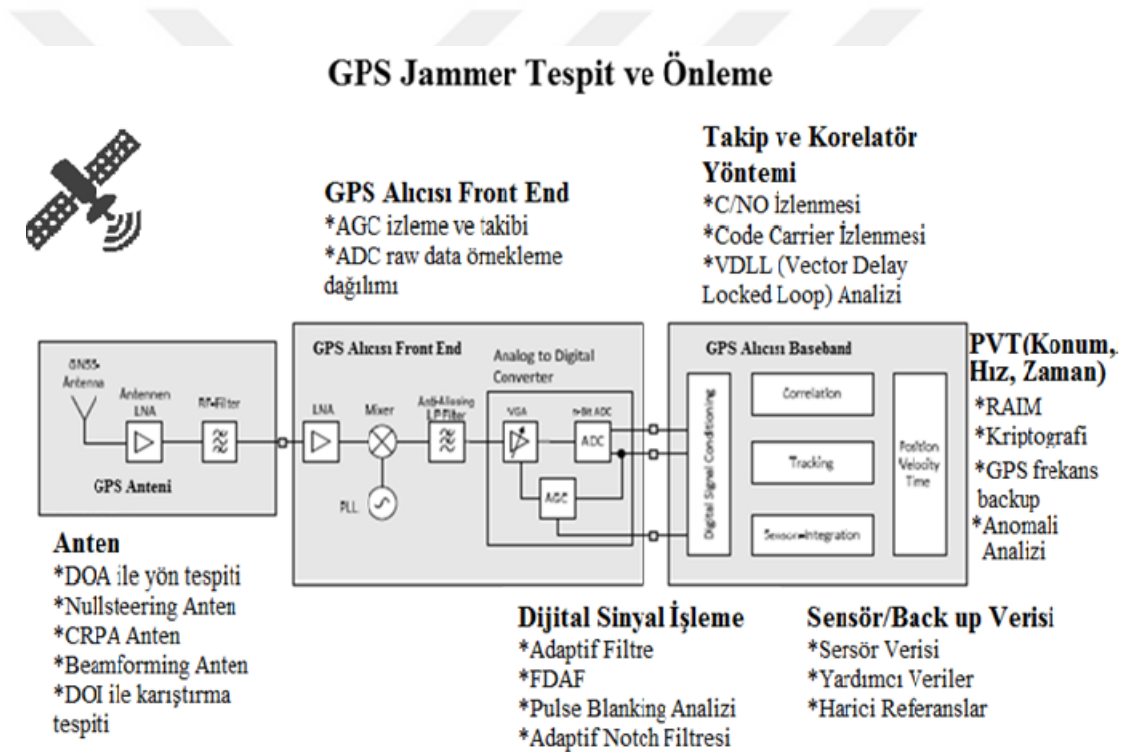 GPS Jammer Tespit ve Önleme
Takip ve Korelatör
Yöntemi
*C/NO İzlenmesi
*Code Carrier İzlenmesi
*VDLL (Vector Delay
Locked Loop) Analizi
GPS Alıcısı Front End
*AGC izleme ve takibi
*ADC raw data örnekleme
dağılımı
GNSS-
Antenna
Antennen
LNA
RF-Filter
GPS Anteni
GPS Alıcısı Front End
Analog to Digital
Converter
LNA
Mixer
Anti-Aliasing
LP Filter
VGA
n-Bit ADC
ADC
AGC
PLL
GPS Alıcısı Baseband
Digital Signal Conditioning
Correlation
Tracking
Sensor-Integration
Position
Velocity
Time
PVT(Konum,
Hız, Zaman)
*RAIM
*Kriptografi
*GPS frekans
backup
*Anomali
Analizi
Anten
*DOA ile yön tespiti
*Nullsteering Anten
*CRPA Anten
*Beamforming Anten
*DOI ile karıştırma
tespiti
Dijital Sinyal İşleme
*Adaptif Filtre
*FDAF
*Pulse Blanking Analizi
*Adaptif Notch Filtresi
Sensör/Back up Verisi
*Sersör Verisi
*Yardımcı Veriler
*Harici Referanslar